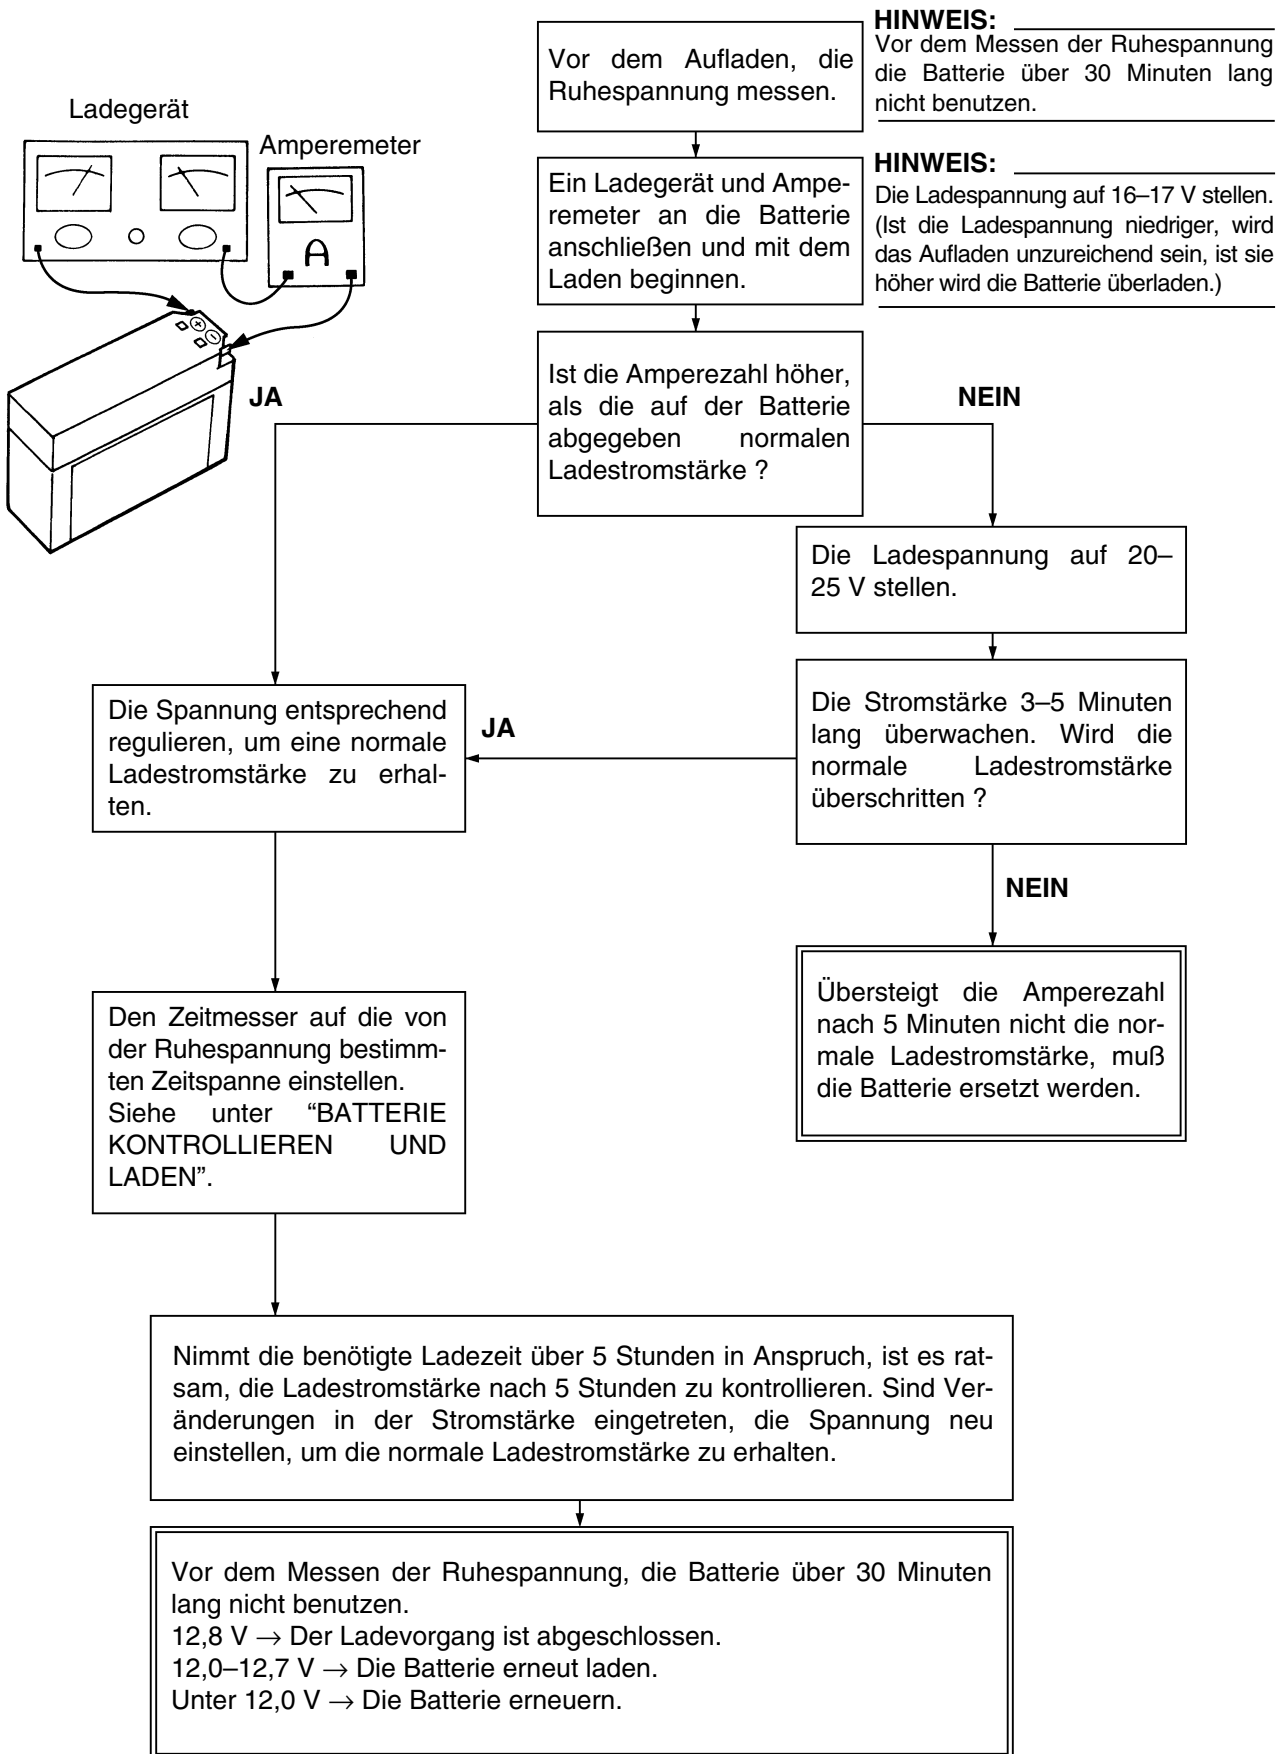 Ladegerät
Amperemeter
A
Vor dem Aufladen, die
Ruhespannung messen.
HINWEIS:
Vor dem Messen der Ruhespannung
die Batterie über 30 Minuten lang
nicht benutzen.
Ein Ladegerät und Ampe-
remeter an die Batterie
anschließen und mit dem
Laden beginnen.
HINWEIS:
Die Ladespannung auf 16–17 V stellen.
(Ist die Ladespannung niedriger, wird
das Aufladen unzureichend sein, ist sie
höher wird die Batterie überladen.)
Ist die Amperezahl höher,
als die auf der Batterie
abgegeben normalen
Ladestromstärke ?
JA
NEIN
Die Ladespannung auf 20–
25 V stellen.
Die Stromstärke 3–5 Minuten
lang überwachen. Wird die
normale Ladestromstärke
überschritten ?
JA
Die Spannung entsprechend
regulieren, um eine normale
Ladestromstärke zu erhal-
ten.
NEIN
Übersteigt die Amperezahl
nach 5 Minuten nicht die nor-
male Ladestromstärke, muß
die Batterie ersetzt werden.
Den Zeitmesser auf die von
der Ruhespannung bestimm-
ten Zeitspanne einstellen.
Siehe unter “BATTERIE
KONTROLLIEREN UND
LADEN”.
Nimmt die benötigte Ladezeit über 5 Stunden in Anspruch, ist es rat-
sam, die Ladestromstärke nach 5 Stunden zu kontrollieren. Sind Ver-
änderungen in der Stromstärke eingetreten, die Spannung neu
einstellen, um die normale Ladestromstärke zu erhalten.
Vor dem Messen der Ruhespannung, die Batterie über 30 Minuten
lang nicht benutzen.
12,8 V → Der Ladevorgang ist abgeschlossen.
12,0–12,7 V → Die Batterie erneut laden.
Unter 12,0 V → Die Batterie erneuern.